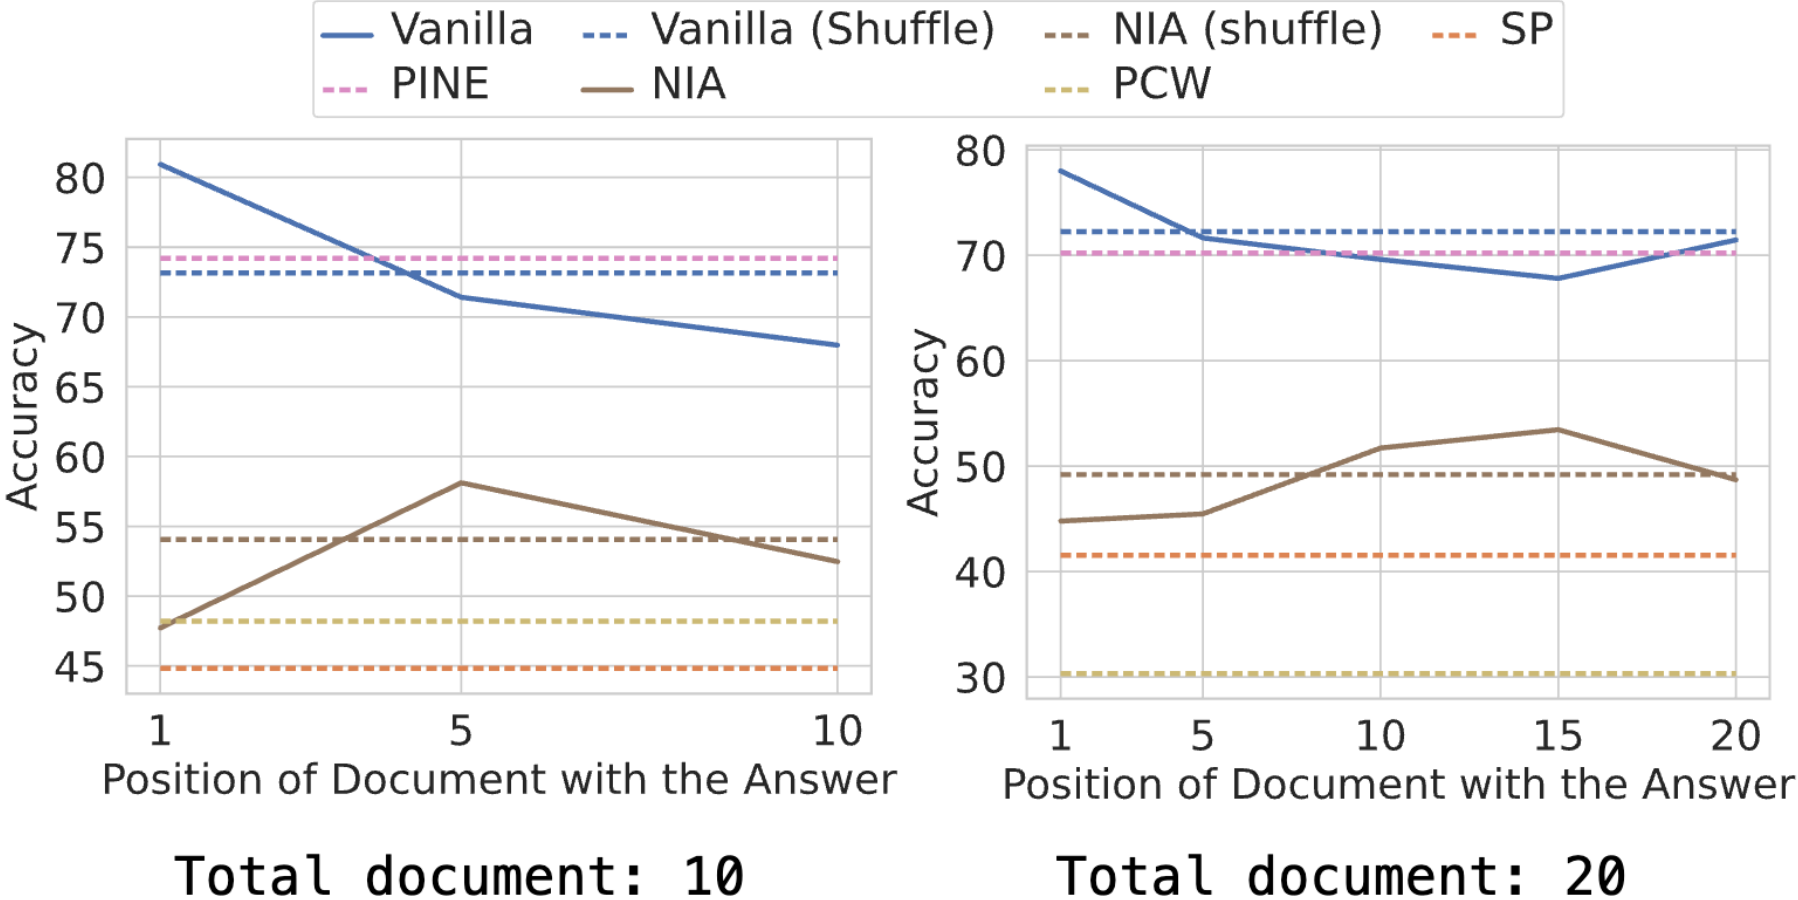 Vanilla Vanilla (Shuffle) NIA (shuffle) SP
PINE NIA PCW
Accuracy
80
75
70
65
60
55
50
45
1 5 10
Position of Document with the Answer
Total document: 10
Accuracy
80
70
60
50
40
30
1 5 10 15 20
Position of Document with the Answer
Total document: 20